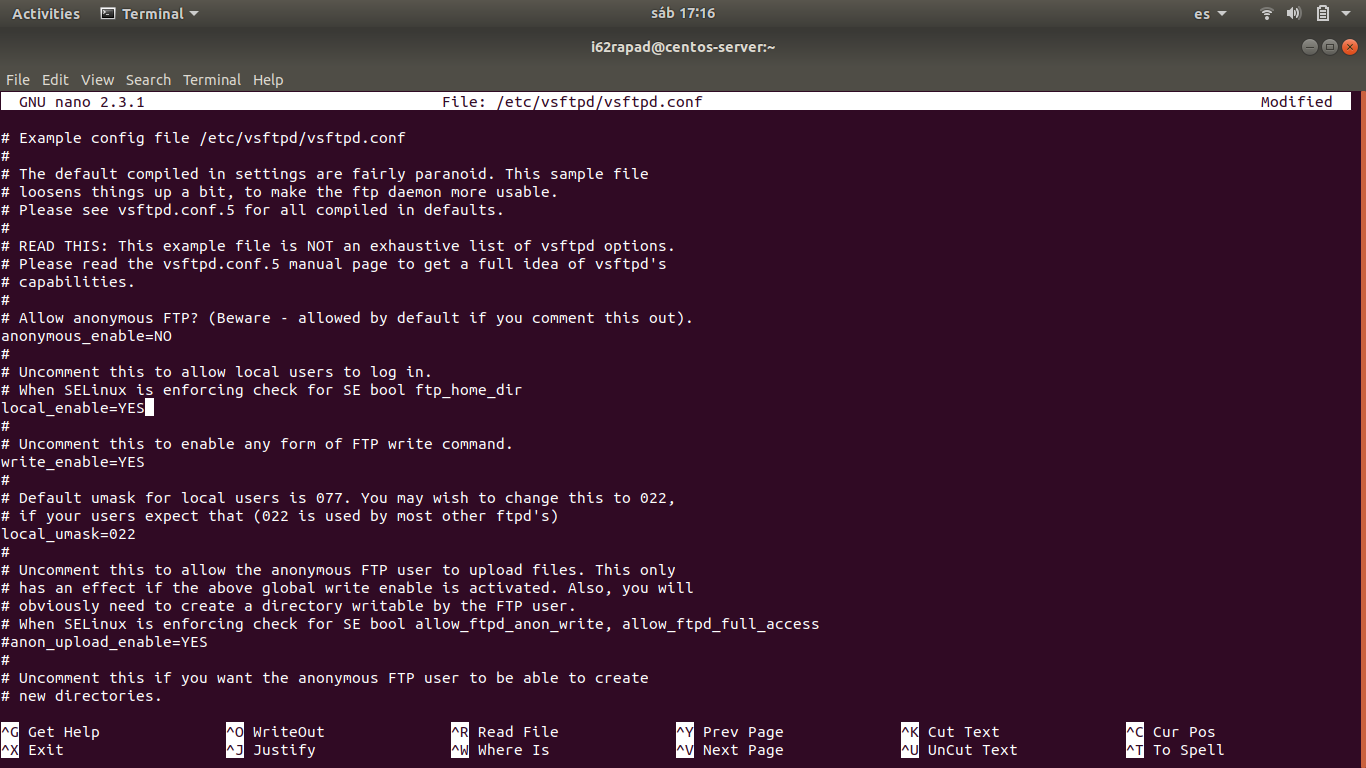 Activities Terminal sáb 17:16 es
i62rapad@centos-server:~
File Edit View Search Terminal Help
GNU nano 2.3.1 File: /etc/vsftpd/vsftpd.conf Modified
# Example config file /etc/vsftpd/vsftpd.conf
#
# The default compiled in settings are fairly paranoid. This sample file
# loosens things up a bit, to make the ftp daemon more usable.
# Please see vsftpd.conf.5 for all compiled in defaults.
#
# READ THIS: This example file is NOT an exhaustive list of vsftpd options.
# Please read the vsftpd.conf.5 manual page to get a full idea of vsftpd's
# capabilities.
#
# Allow anonymous FTP? (Beware - allowed by default if you comment this out).
anonymous_enable=NO
#
# Uncomment this to allow local users to log in.
# When SELinux is enforcing check for SE bool ftp_home_dir
local_enable=YES
#
# Uncomment this to enable any form of FTP write command.
write_enable=YES
#
# Default umask for local users is 077. You may wish to change this to 022,
# if your users expect that (022 is used by most other ftpd's)
local_umask=022
#
# Uncomment this to allow the anonymous FTP user to upload files. This only
# has an effect if the above global write enable is activated. Also, you will
# obviously need to create a directory writable by the FTP user.
# When SELinux is enforcing check for SE bool allow_ftpd_anon_write, allow_ftpd_full_access
#anon_upload_enable=YES
#
# Uncomment this if you want the anonymous FTP user to be able to create
# new directories.
^G Get Help ^O WriteOut ^R Read File ^Y Prev Page ^K Cut Text ^C Cur Pos
^X Exit ^J Justify ^W Where Is ^V Next Page ^U UnCut Text ^T To Spell